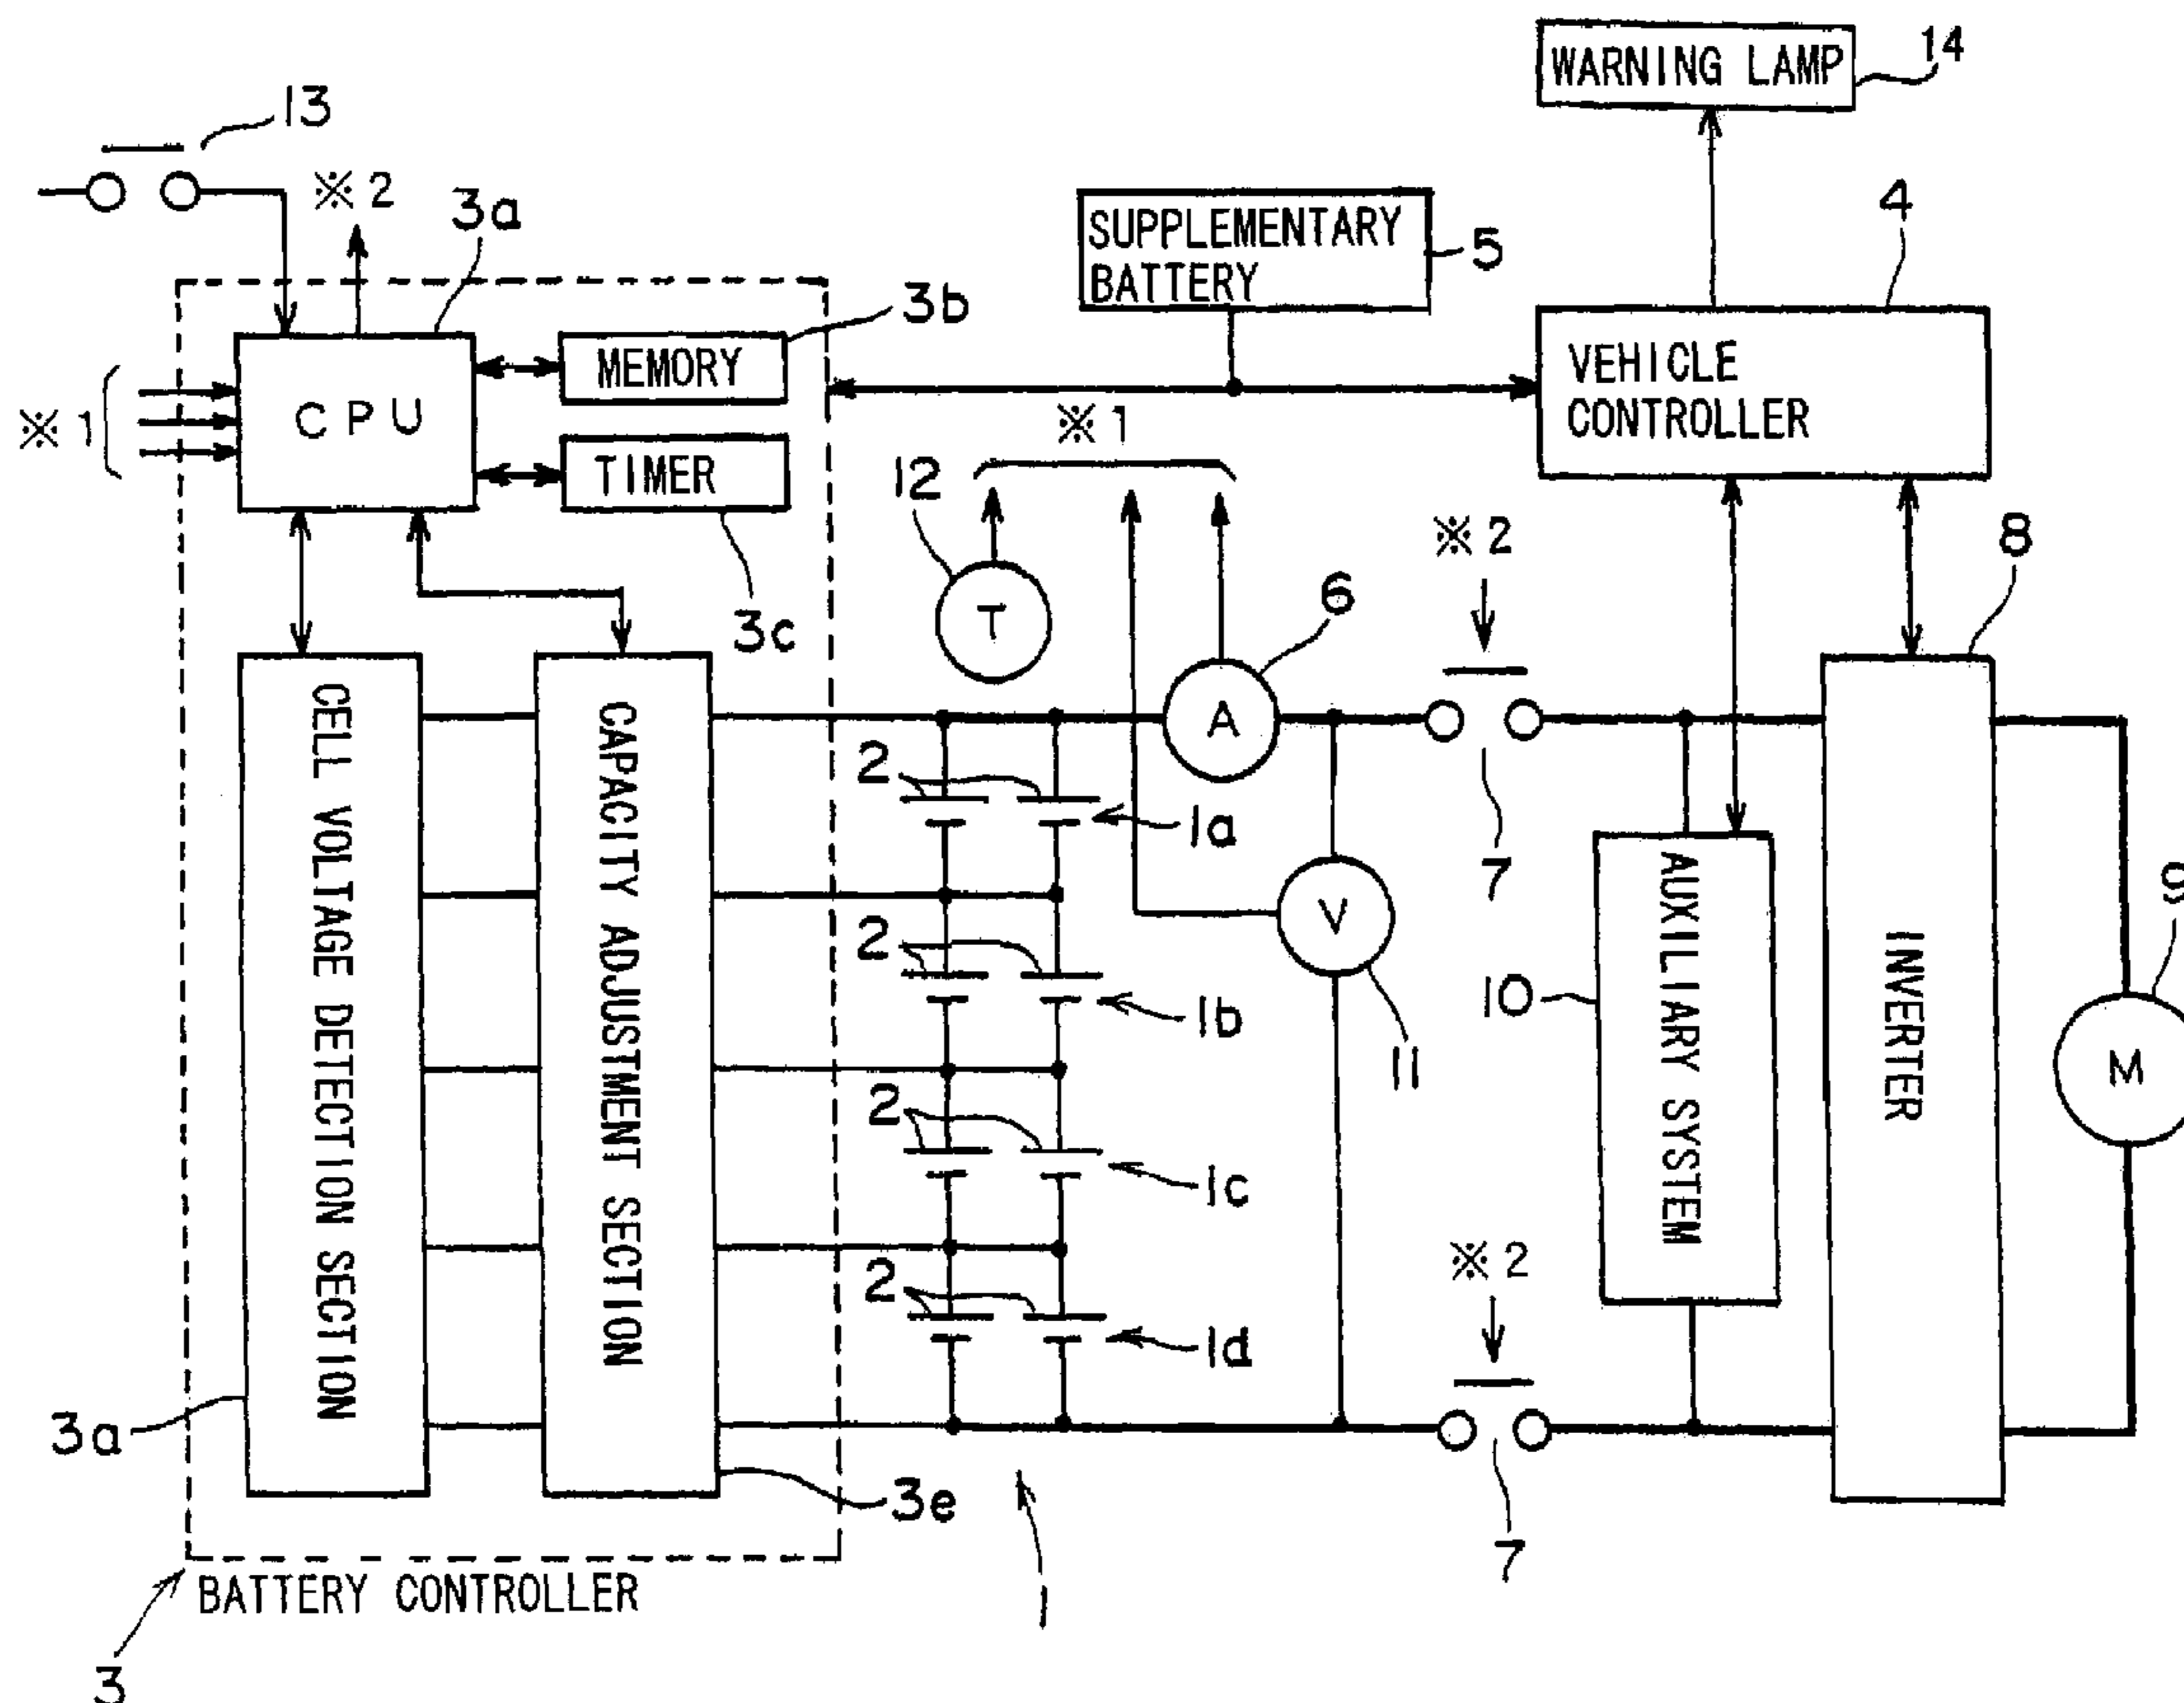 WARNING LAMP
14
13
※2
3a
SUPPLEMENTARY
BATTERY
5
4
3b
MEMORY
VEHICLE
CONTROLLER
※1
CPU
※1
TIMER
12
3c
T
※2
8
6
A
CELL VOLTAGE DETECTION SECTION
CAPACITY ADJUSTMENT SECTION
2
1a
7
V
AUXILIARY SYSTEM
INVERTER
9
2
1b
10
11
M
2
1c
2
1d
※2
3a
3e
7
1
BATTERY CONTROLLER
3